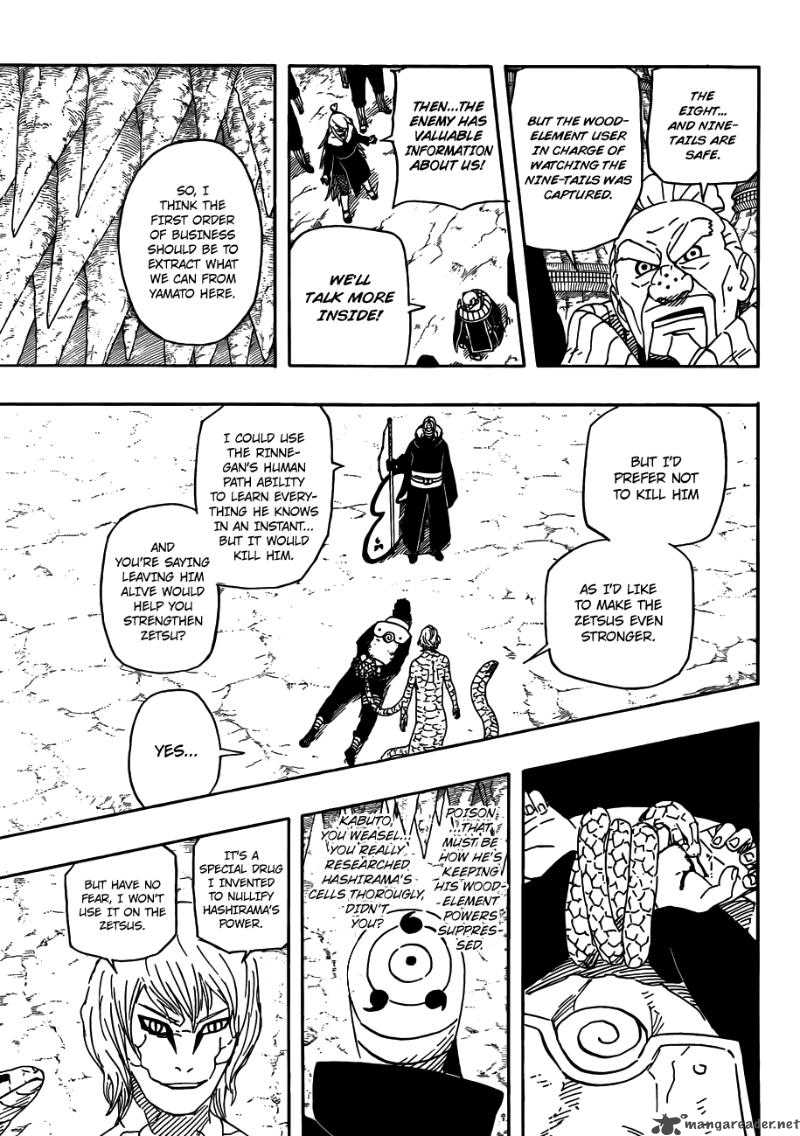 THE
EIGHT...
AND NINE-
TAILS ARE
SAFE.
BUT THE WOOD-
ELEMENT USER
IN CHARGE OF
WATCHING THE
NINE-TAILS WAS
CAPTURED.
THEN...THE
ENEMY HAS
VALUABLE
INFORMATION
ABOUT US!
WE'LL
TALK MORE
INSIDE!
SO, I
THINK THE
FIRST ORDER
OF BUSINESS
SHOULD BE TO
EXTRACT WHAT
WE CAN FROM
YAMATO HERE.
BUT I'D
PREFER NOT
TO KILL HIM
AS I'D LIKE
TO MAKE THE
ZETSUS EVEN
STRONGER.
I COULD USE
THE RINNE-
GAN'S HUMAN
PATH ABILITY
TO LEARN EVERY-
THING HE KNOWS
IN AN INSTANT...
BUT IT WOULD
KILL HIM.
AND
YOU'RE SAYING
LEAVING HIM
ALIVE WOULD
HELP YOU
STRENGTHEN
ZETSU?
YES...
POISON
...THAT
MUST BE
HOW HE'S
KEEPING
HIS WOOD-
ELEMENT
POWERS
SUPPRES-
SED.
KABUTO,
YOU WEASEL...
YOU REALLY
RESEARCHED
HASHIRAMA'S
CELLS THOROUGLY,
DIDN'T
YOU?
IT'S A
SPECIAL DRUG
I INVENTED
TO NULLIFY
HASHIRAMA'S
POWER.
BUT HAVE NO
FEAR, I WON'T
USE IT ON THE
ZETSUS.
mangareader.net